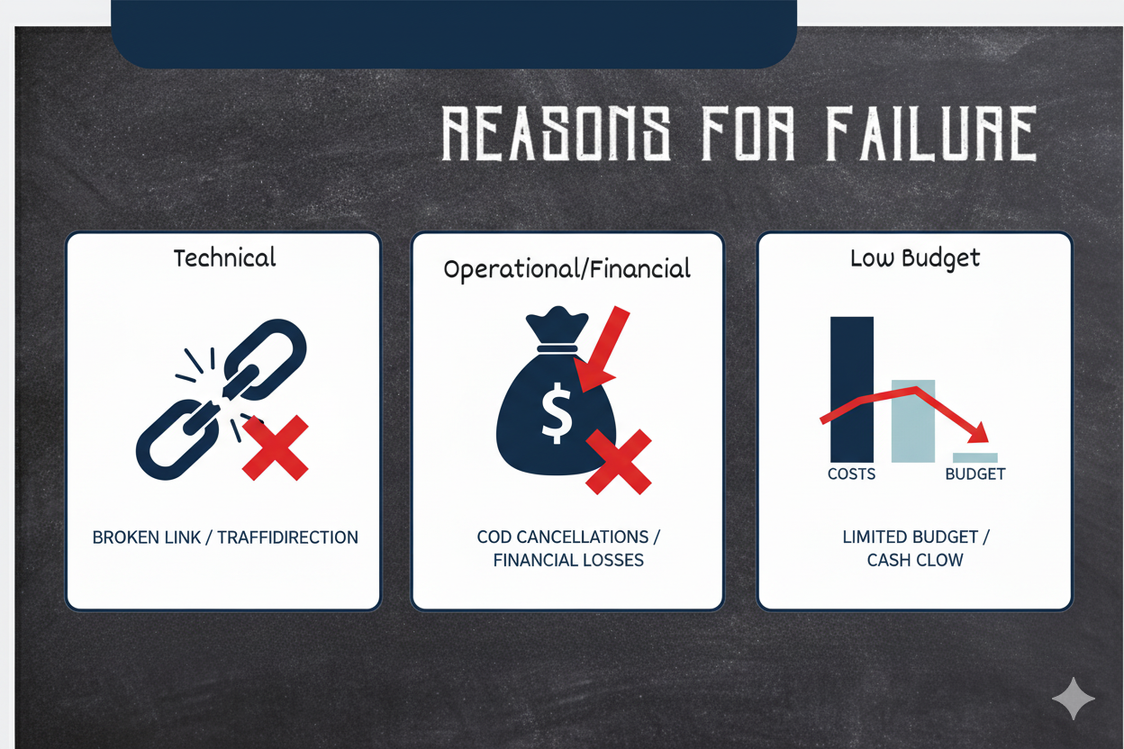 REASONS FOR FAILURE
Technical
BROKEN LINK / TRAFFIDIRECTION
Operational/Financial
$
COD CANCELLATIONS /
FINANCIAL LOSSES
Low Budget
COSTS
BUDGET
LIMITED BUDGET /
CASH CLOW